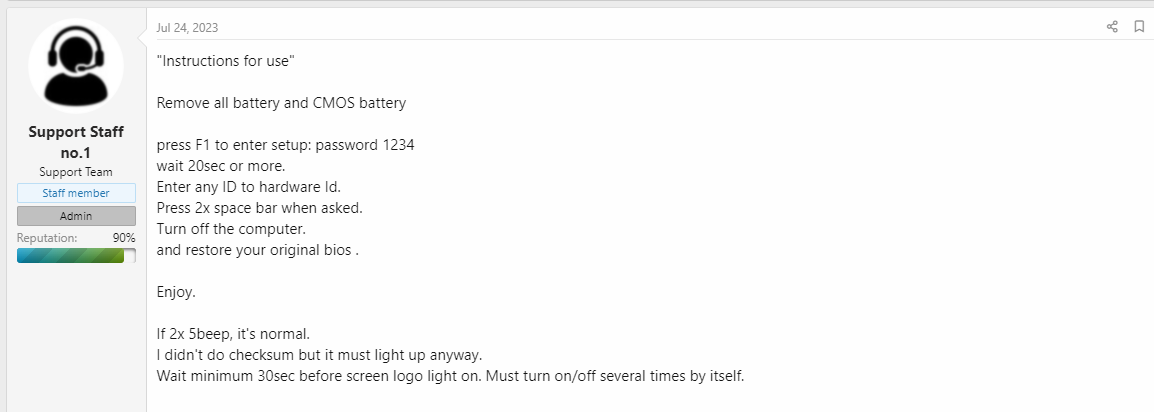 Jul 24, 2023
Support Staff
no.1
Support Team
Staff member
Admin
Reputation: 90%
"Instructions for use"
Remove all battery and CMOS battery
press F1 to enter setup: password 1234
wait 20sec or more.
Enter any ID to hardware Id.
Press 2x space bar when asked.
Turn off the computer.
and restore your original bios .
Enjoy.
If 2x 5beep, it's normal.
I didn't do checksum but it must light up anyway.
Wait minimum 30sec before screen logo light on. Must turn on/off several times by itself.